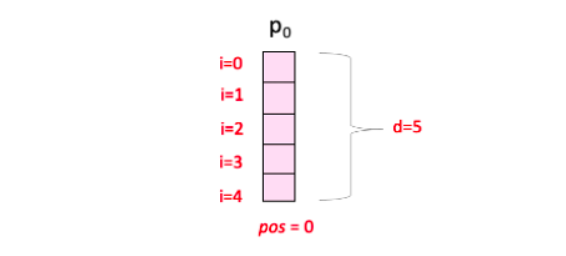 p₀
i=0
i=1
i=2
d=5
i=3
i=4
pos = 0